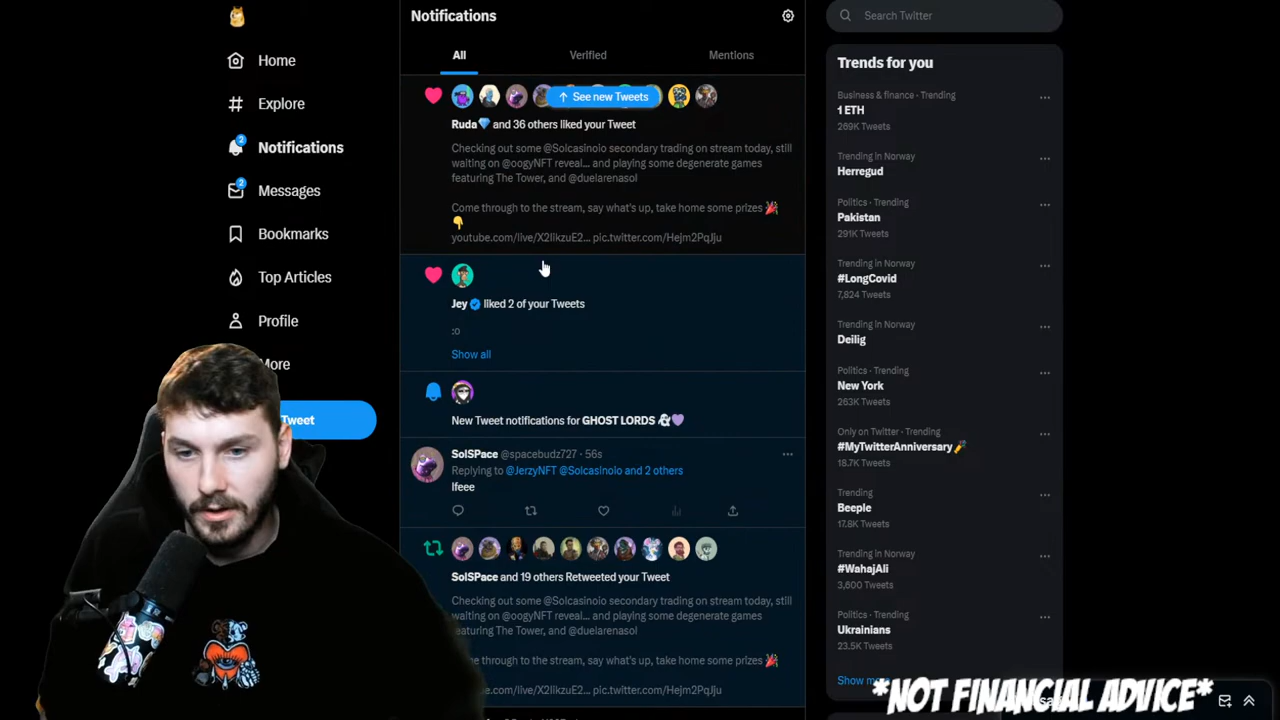 Home
Explore
2
Notifications
2
Messages
Bookmarks
Top Articles
Profile
More
Tweet
Notifications
All
Verified
Mentions
See new Tweets
Ruda💎 and 36 others liked your Tweet
Checking out some @Solcasinoio secondary trading on stream today, still
waiting on @oogyNFT reveal... and playing some degenerate games
featuring The Tower, and @duelarenasol
Come through to the stream, say what's up, take home some prizes 🎉
👇
youtube.com/live/X2IikzuE2... pic.twitter.com/Hejm2PqJju
Jey liked 2 of your Tweets
:o
Show all
New Tweet notifications for GHOST LORDS 👻💜
SolSPace @spacebudz727 · 56s
Replying to @JerzyNFT @Solcasinoio and 2 others
lfeee
SolSPace and 19 others Retweeted your Tweet
Checking out some @Solcasinoio secondary trading on stream today, still
waiting on @oogyNFT reveal... and playing some degenerate games
featuring The Tower, and @duelarenasol
me through to the stream, say what's up, take home some prizes 🎉
be.com/live/X2IikzuE2... pic.twitter.com/Hejm2PqJju
Search Twitter
Trends for you
Business & finance · Trending
1 ETH
269K Tweets
Trending in Norway
Herregud
Politics · Trending
Pakistan
291K Tweets
Trending in Norway
#LongCovid
7,824 Tweets
Trending in Norway
Deilig
Politics · Trending
New York
263K Tweets
Only on Twitter · Trending
#MyTwitterAnniversary🎉
18.7K Tweets
Trending
Beeple
17.8K Tweets
Trending in Norway
#WahajAli
3,600 Tweets
Politics · Trending
Ukrainians
23.5K Tweets
Show
*NOT FINANCIAL ADVICE*